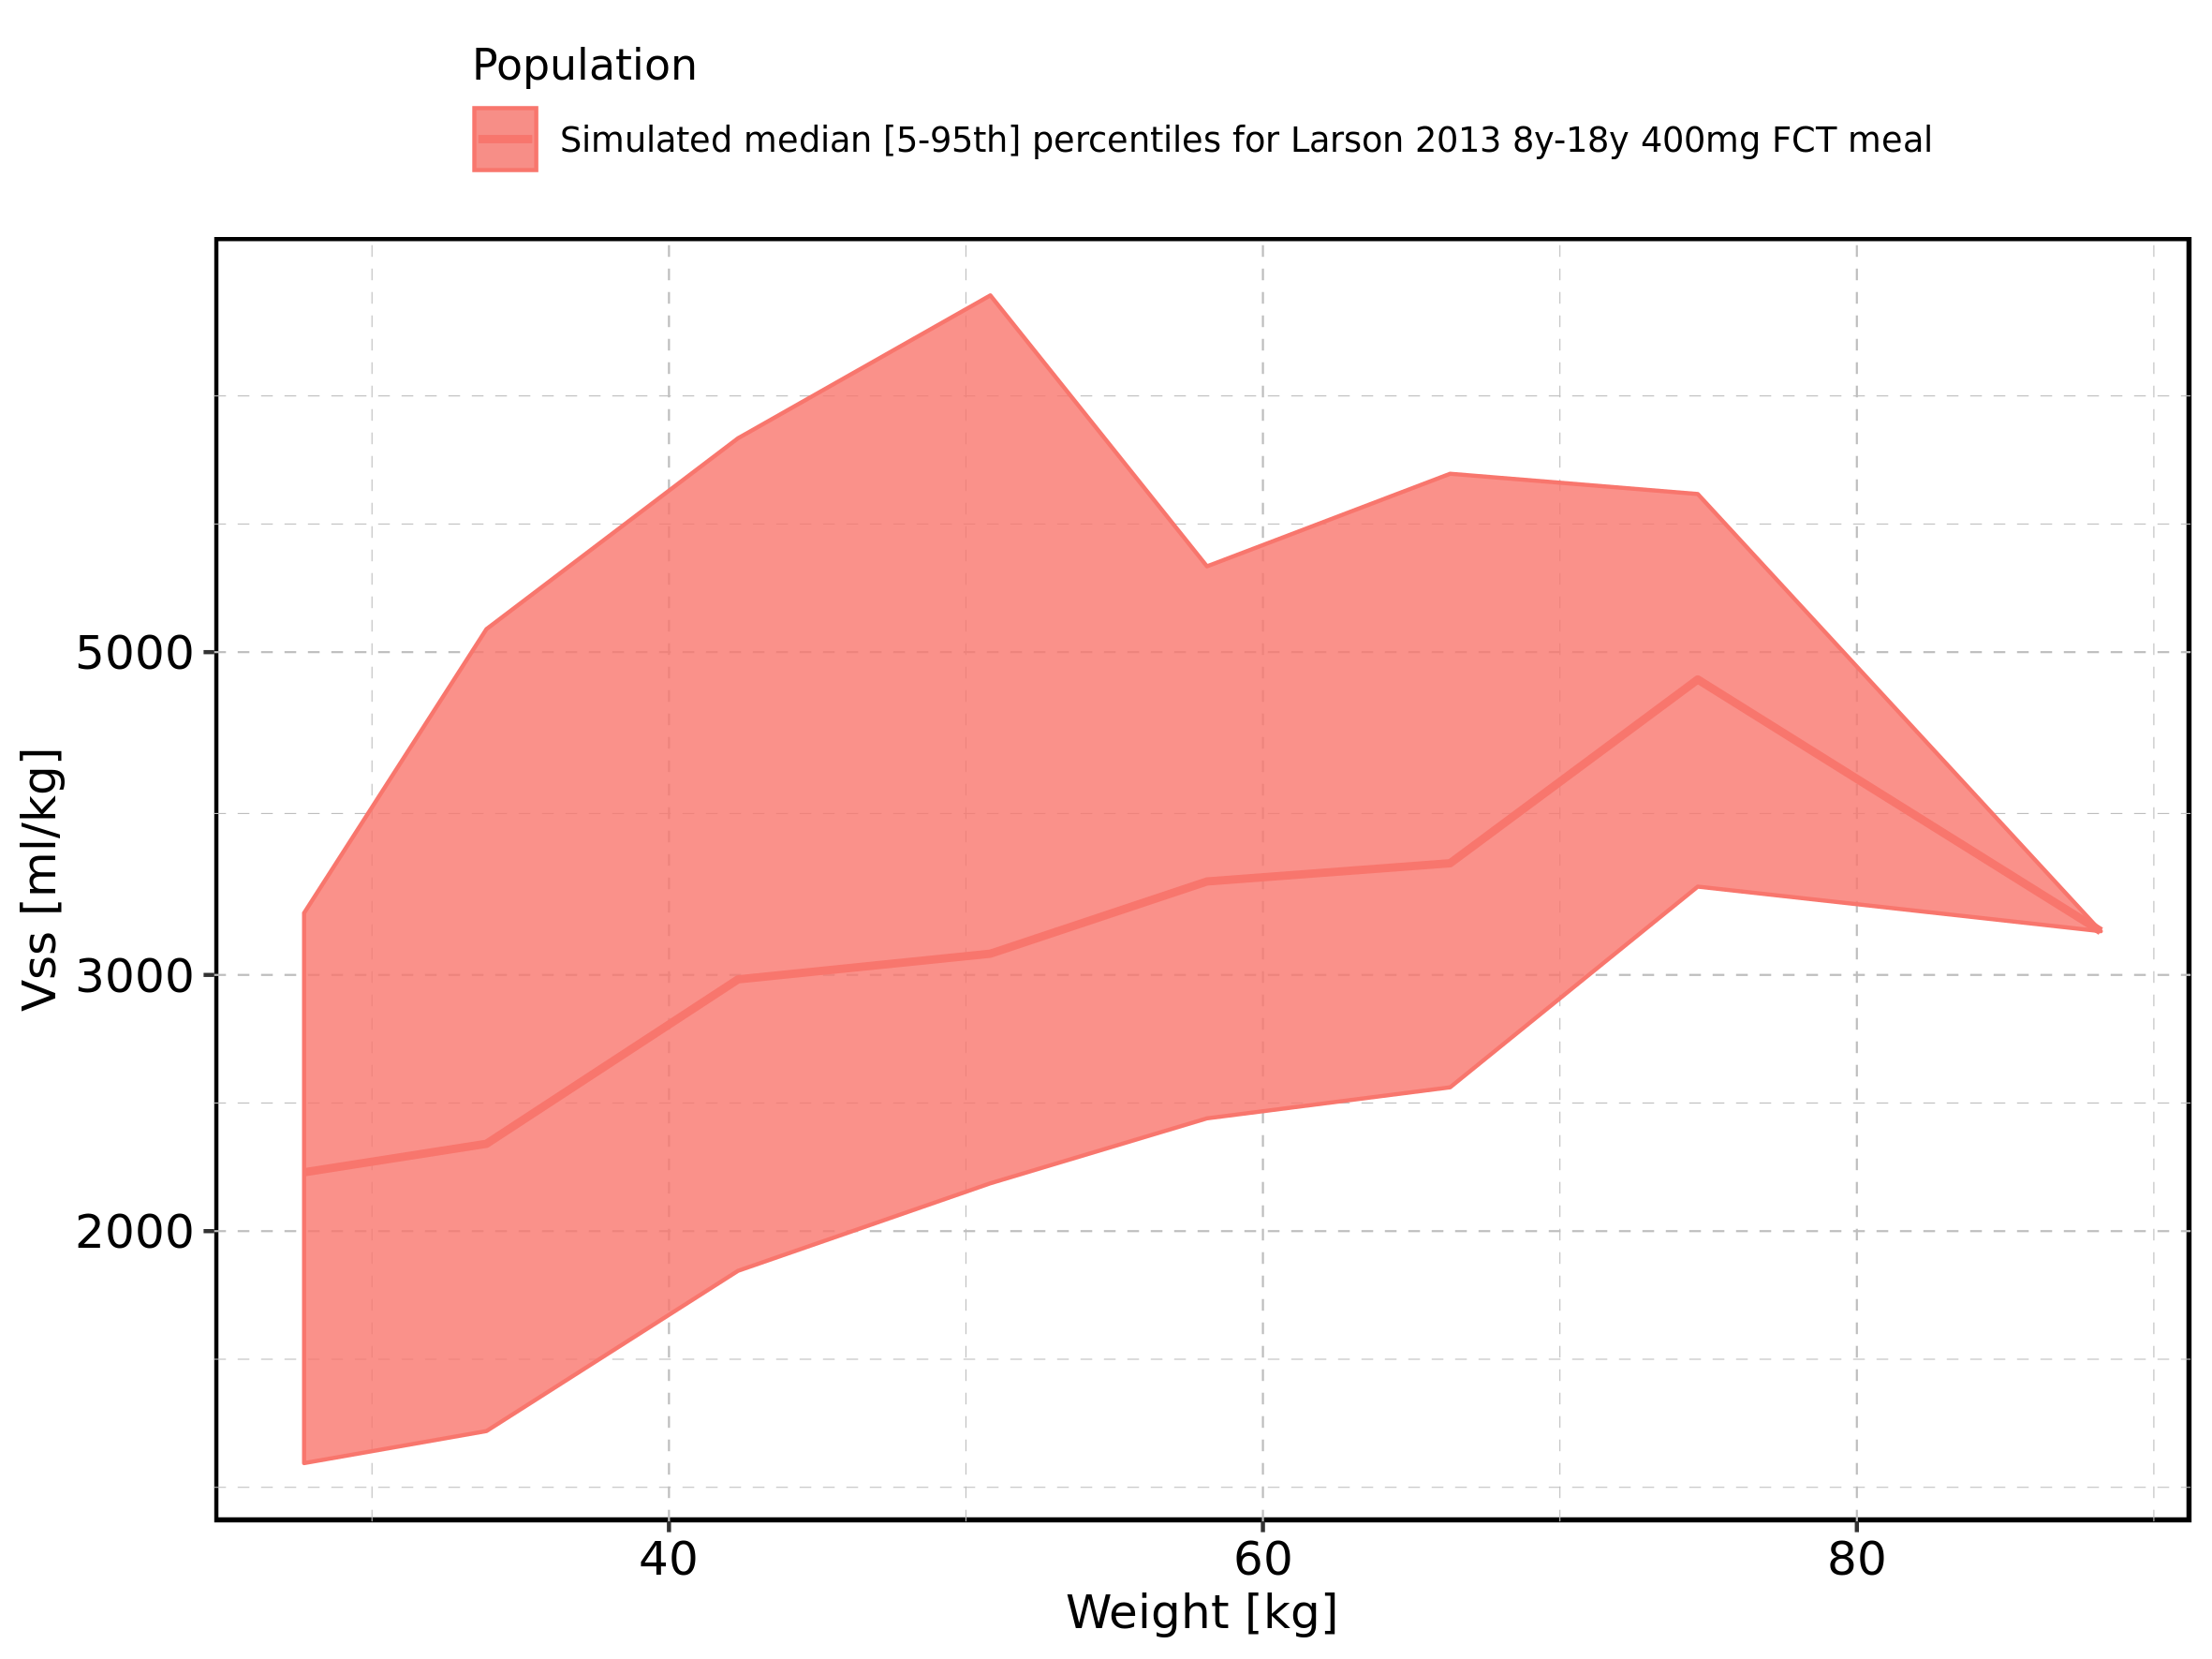 Population
Simulated median [5-95th] percentiles for Larson 2013 8y-18y 400mg FCT meal
5000
3000
2000
Vss [ml/kg]
40
60
80
Weight [kg]